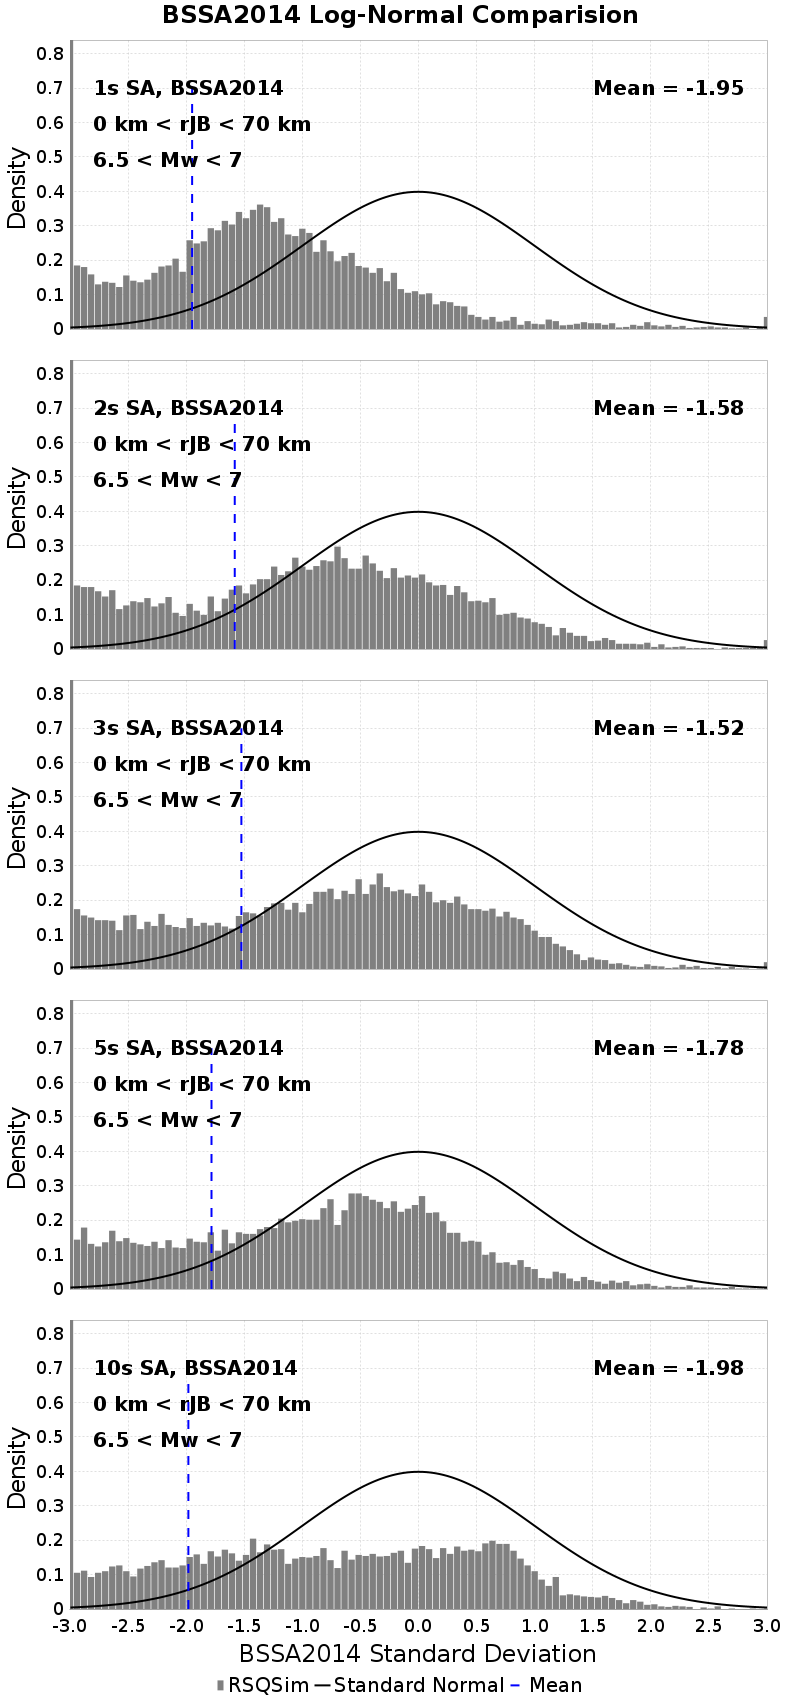 BSSA2014 Log-Normal Comparision
0.8
0.7
0.6
0.5
0.4
0.3
0.2
0.1
0
Density
1s SA, BSSA2014
Mean = -1.95
0 km < rJB < 70 km
6.5 < Mw < 7
0.8
0.7
0.6
0.5
0.4
0.3
0.2
0.1
0
Density
2s SA, BSSA2014
Mean = -1.58
0 km < rJB < 70 km
6.5 < Mw < 7
0.8
0.7
0.6
0.5
0.4
0.3
0.2
0.1
0
Density
3s SA, BSSA2014
Mean = -1.52
0 km < rJB < 70 km
6.5 < Mw < 7
0.8
0.7
0.6
0.5
0.4
0.3
0.2
0.1
0
Density
5s SA, BSSA2014
Mean = -1.78
0 km < rJB < 70 km
6.5 < Mw < 7
0.8
0.7
0.6
0.5
0.4
0.3
0.2
0.1
0
Density
10s SA, BSSA2014
Mean = -1.98
0 km < rJB < 70 km
6.5 < Mw < 7
-3.0 -2.5 -2.0 -1.5 -1.0 -0.5 0.0 0.5 1.0 1.5 2.0 2.5 3.0
BSSA2014 Standard Deviation
RSQSim Standard Normal Mean